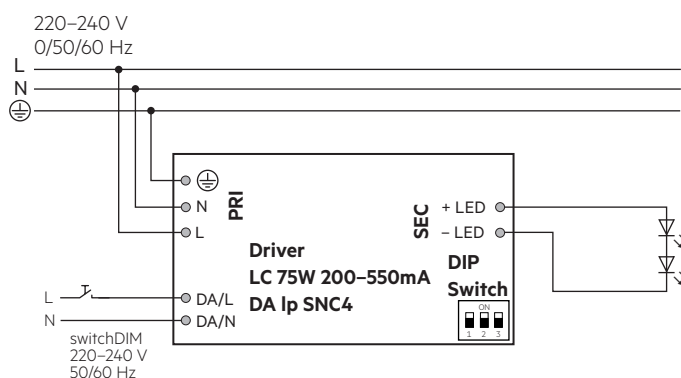 220–240 V
0/50/60 Hz
L
N
PRI
N
L
SEC
+ LED
– LED
Driver
LC 75W 200–550mA
DA lp SNC4
DIP
Switch
ON
1 2 3
L
DA/L
N
DA/N
switchDIM
220–240 V
50/60 Hz